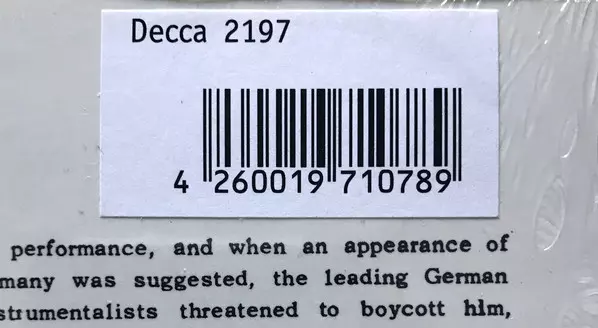 Decca 2197
4 260019 710789
performance, and when an appearance of
many was suggested, the leading German
strumentalists threatened to boycott him,